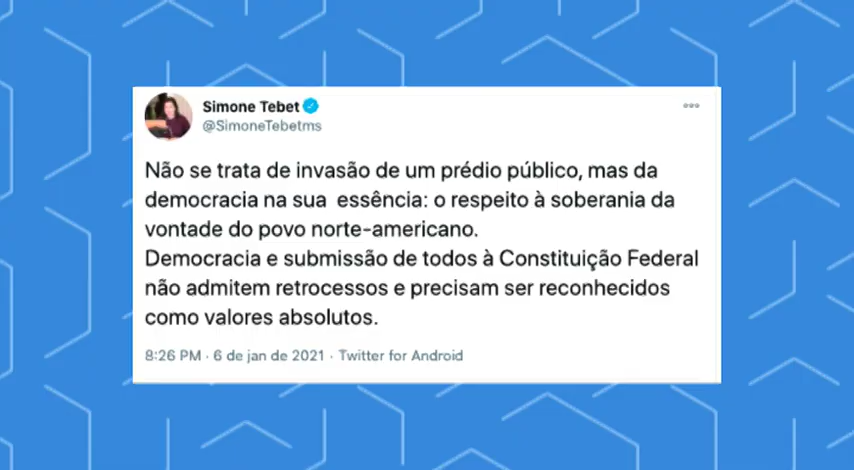 Simone Tebet
@SimoneTebetms
Não se trata de invasão de um prédio público, mas da
democracia na sua essência: o respeito à soberania da
vontade do povo norte-americano.
Democracia e submissão de todos à Constituição Federal
não admitem retrocessos e precisam ser reconhecidos
como valores absolutos.
8:26 PM · 6 de jan de 2021 · Twitter for Android